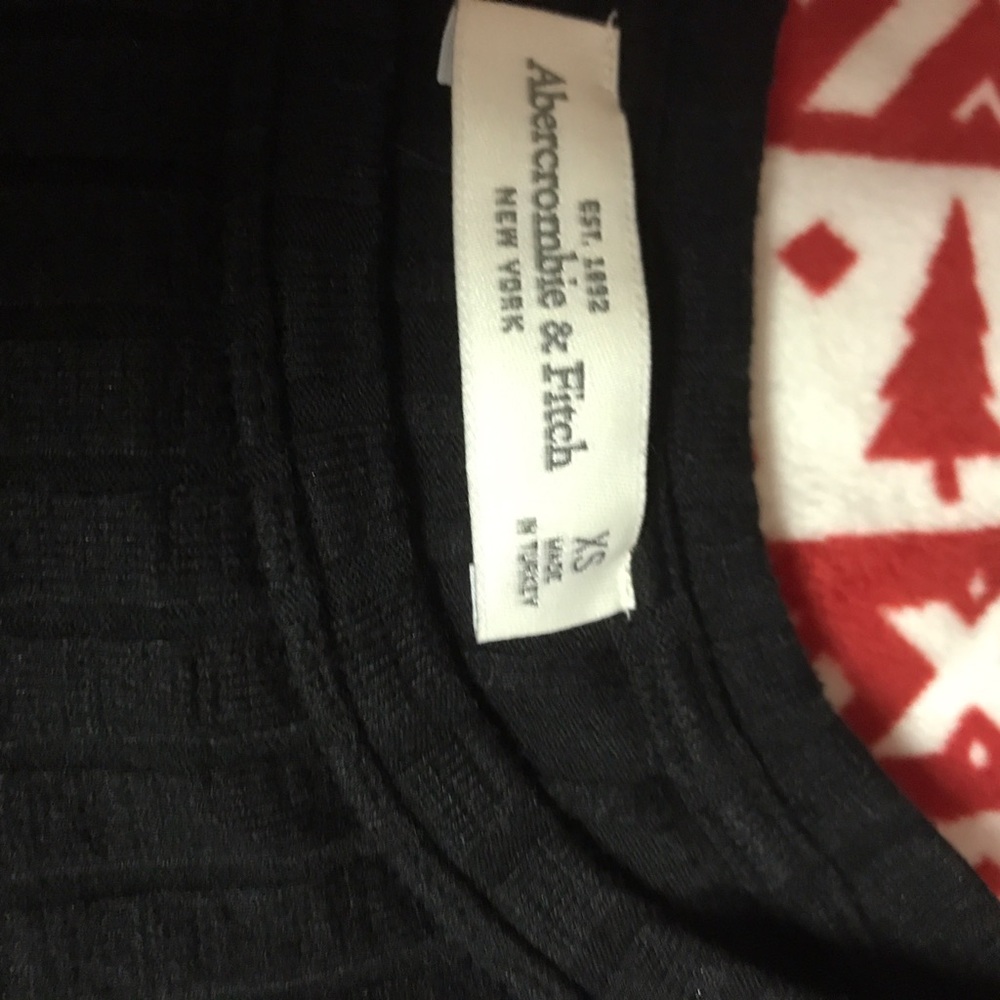 EST. 1892
Abercrombie & Fitch
NEW YORK
XS
MADE
IN TURKEY